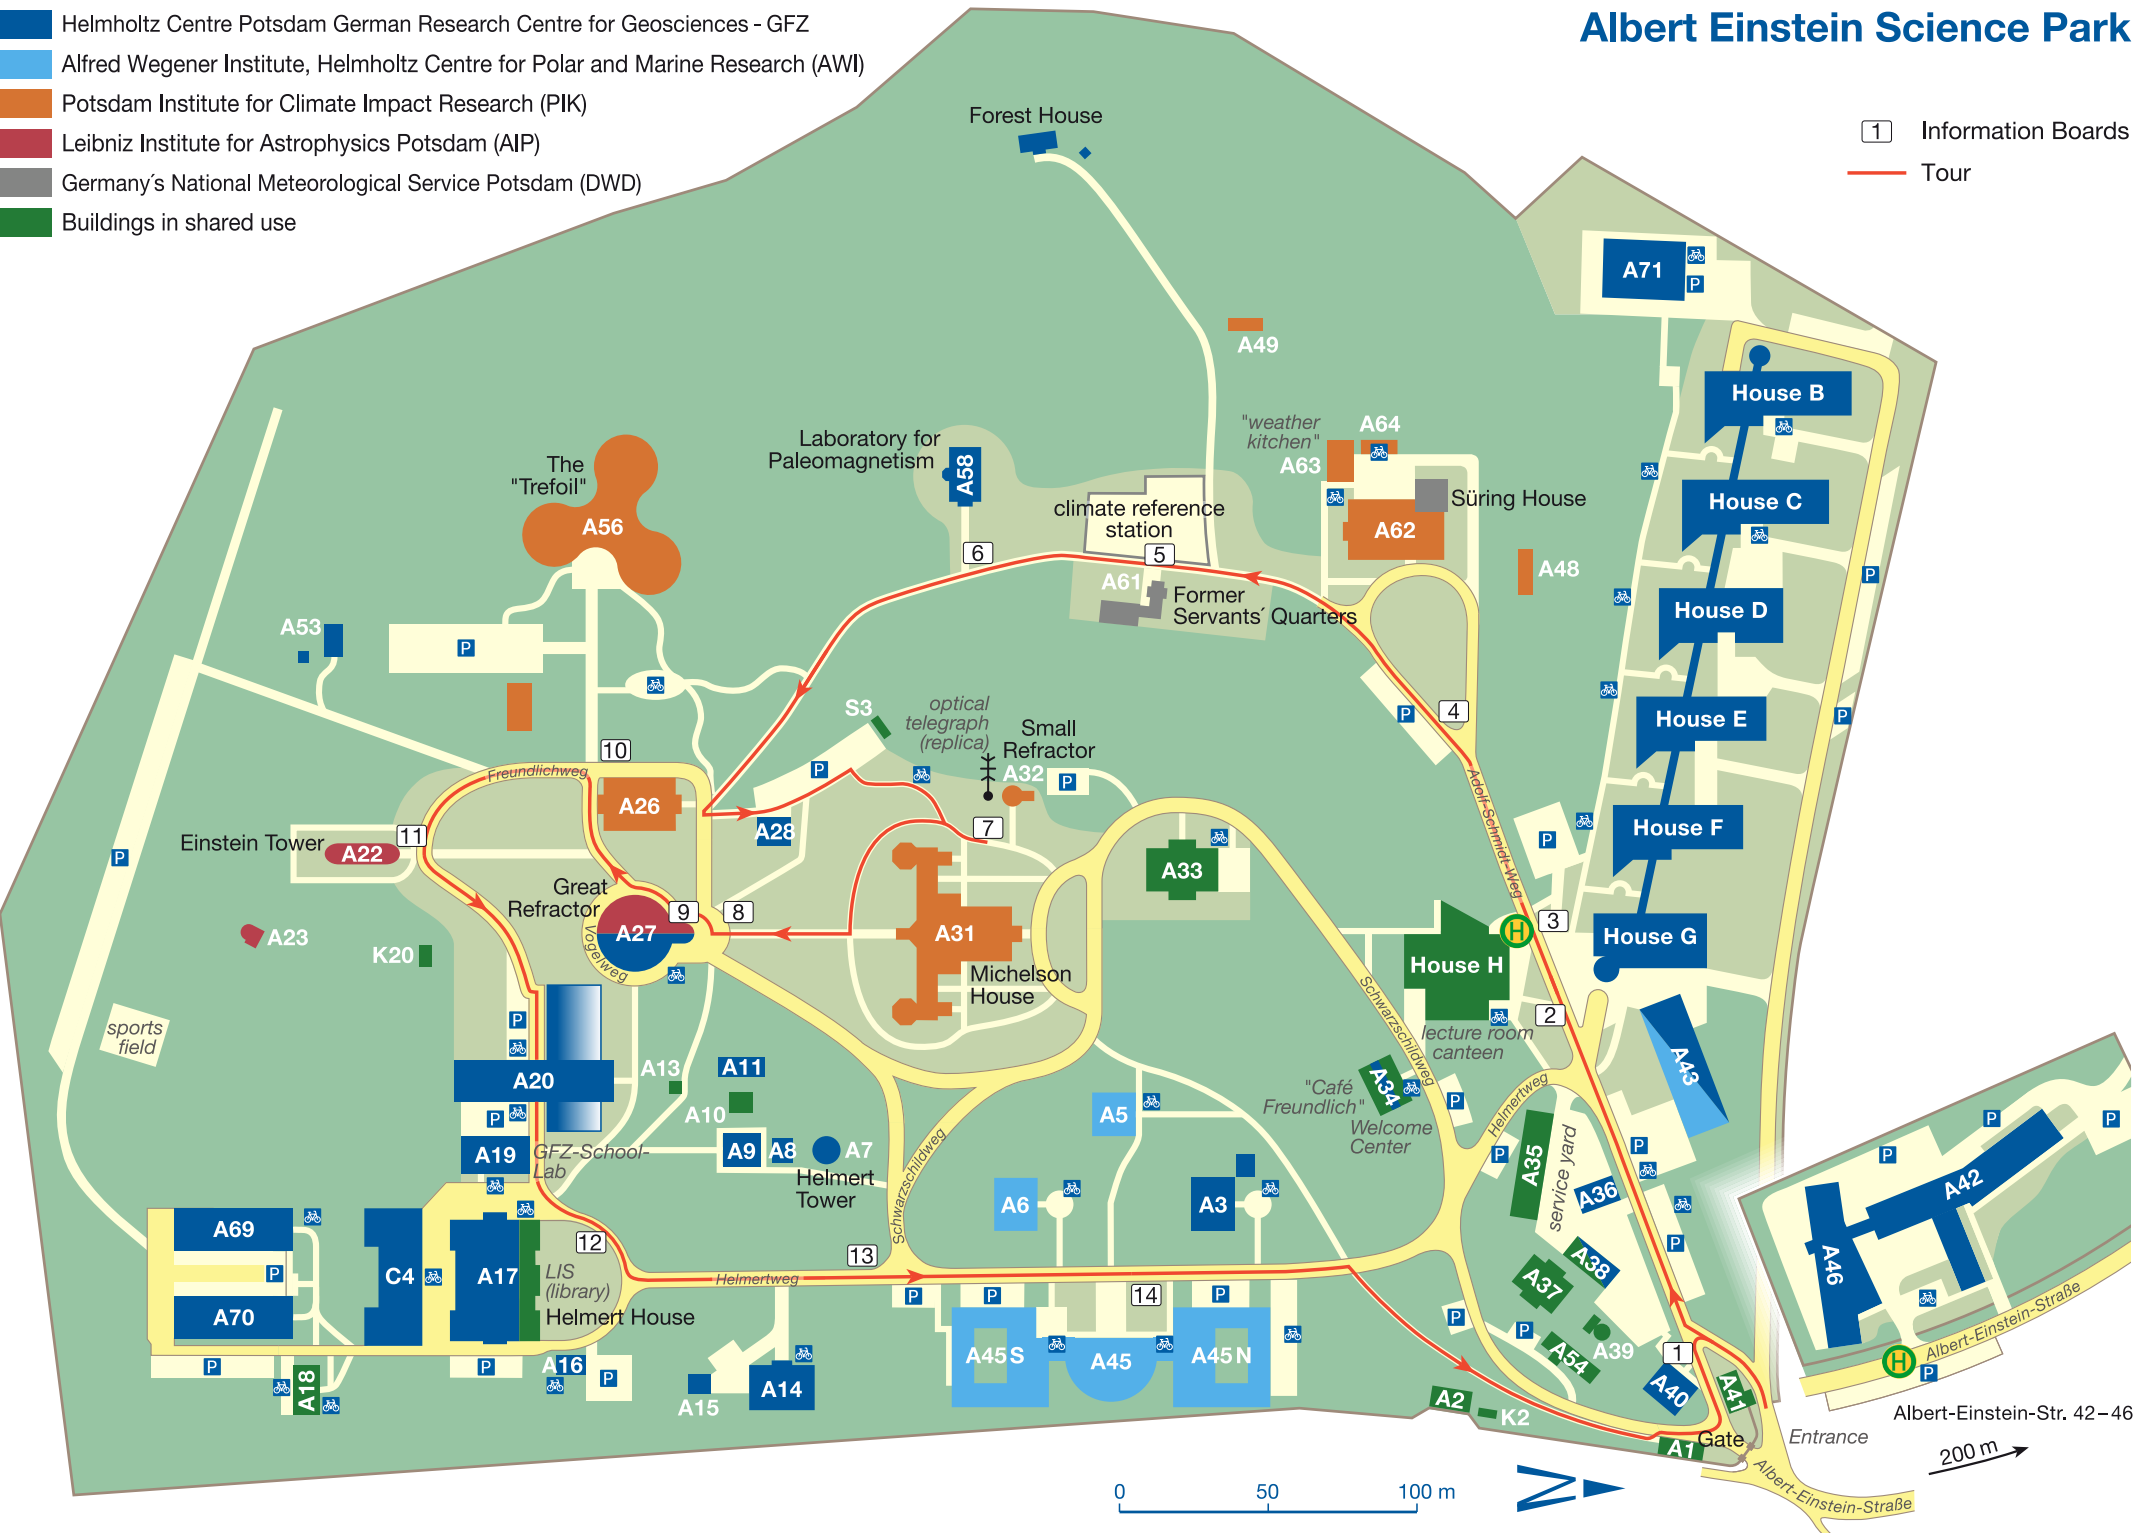 Albert Einstein Science Park
Helmholtz Centre Potsdam German Research Centre for Geosciences - GFZ
Alfred Wegener Institute, Helmholtz Centre for Polar and Marine Research (AWI)
Potsdam Institute for Climate Impact Research (PIK)
Leibniz Institute for Astrophysics Potsdam (AIP)
Germany´s National Meteorological Service Potsdam (DWD)
Buildings in shared use
1 Information Boards
Tour
Forest House
A71
P
A49
House B
"weather
kitchen"
A64
A63
Laboratory for
Paleomagnetism
A58
The
"Trefoil"
A56
climate reference
station
Süring House
A62
House C
6
5
A61
Former
Servants´ Quarters
A48
P
House D
A53
P
S3
optical
telegraph
(replica)
Small
Refractor
A32
P
P
4
House E
P
10
Freundlichweg
A26
P
A28
7
Adolf-Schmidt-Weg
P
House F
Einstein Tower
A22
11
P
A33
Great
Refractor
9
8
A27
Vogelweg
A31
Michelson
House
3
H
House G
House H
A23
K20
lecture room
canteen
2
Schwarzschildweg
sports
field
P
A20
A13
A11
A10
A43
P
A19
GFZ-School-
Lab
A9
A8
A7
Helmert
Tower
A5
"Café
Freundlich"
A34
Welcome
Center
P
Helmertweg
P
A35
service yard
A36
P
A6
A3
Schwarzschildweg
A69
P
A70
C4
A17
LIS
(library)
Helmert House
12
13
Helmertweg
P
P
14
P
P
A38
A37
P
P
A39
A54
P
P
A16
P
A18
A15
A14
A45 S
A45
A45 N
A2
K2
A1
1
A40
A41
Gate
Entrance
P
P
P
A42
A46
H
P
Albert-Einstein-Straße
Albert-Einstein-Str. 42–46
200 m
Albert-Einstein-Straße
0
50
100 m
N